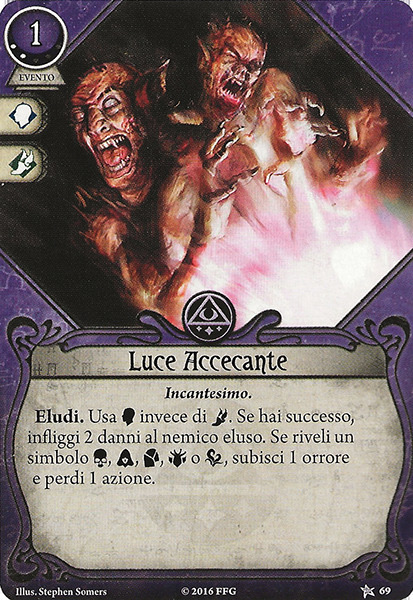 1
EVENTO
Luce Accecante
Incantesimo.
Eludi. Usa invece di . Se hai successo,
infliggi 2 danni al nemico eluso. Se riveli un
simbolo , , , o , subisci 1 orrore
e perdi 1 azione.
Illus. Stephen Somers © 2016 FFG 69